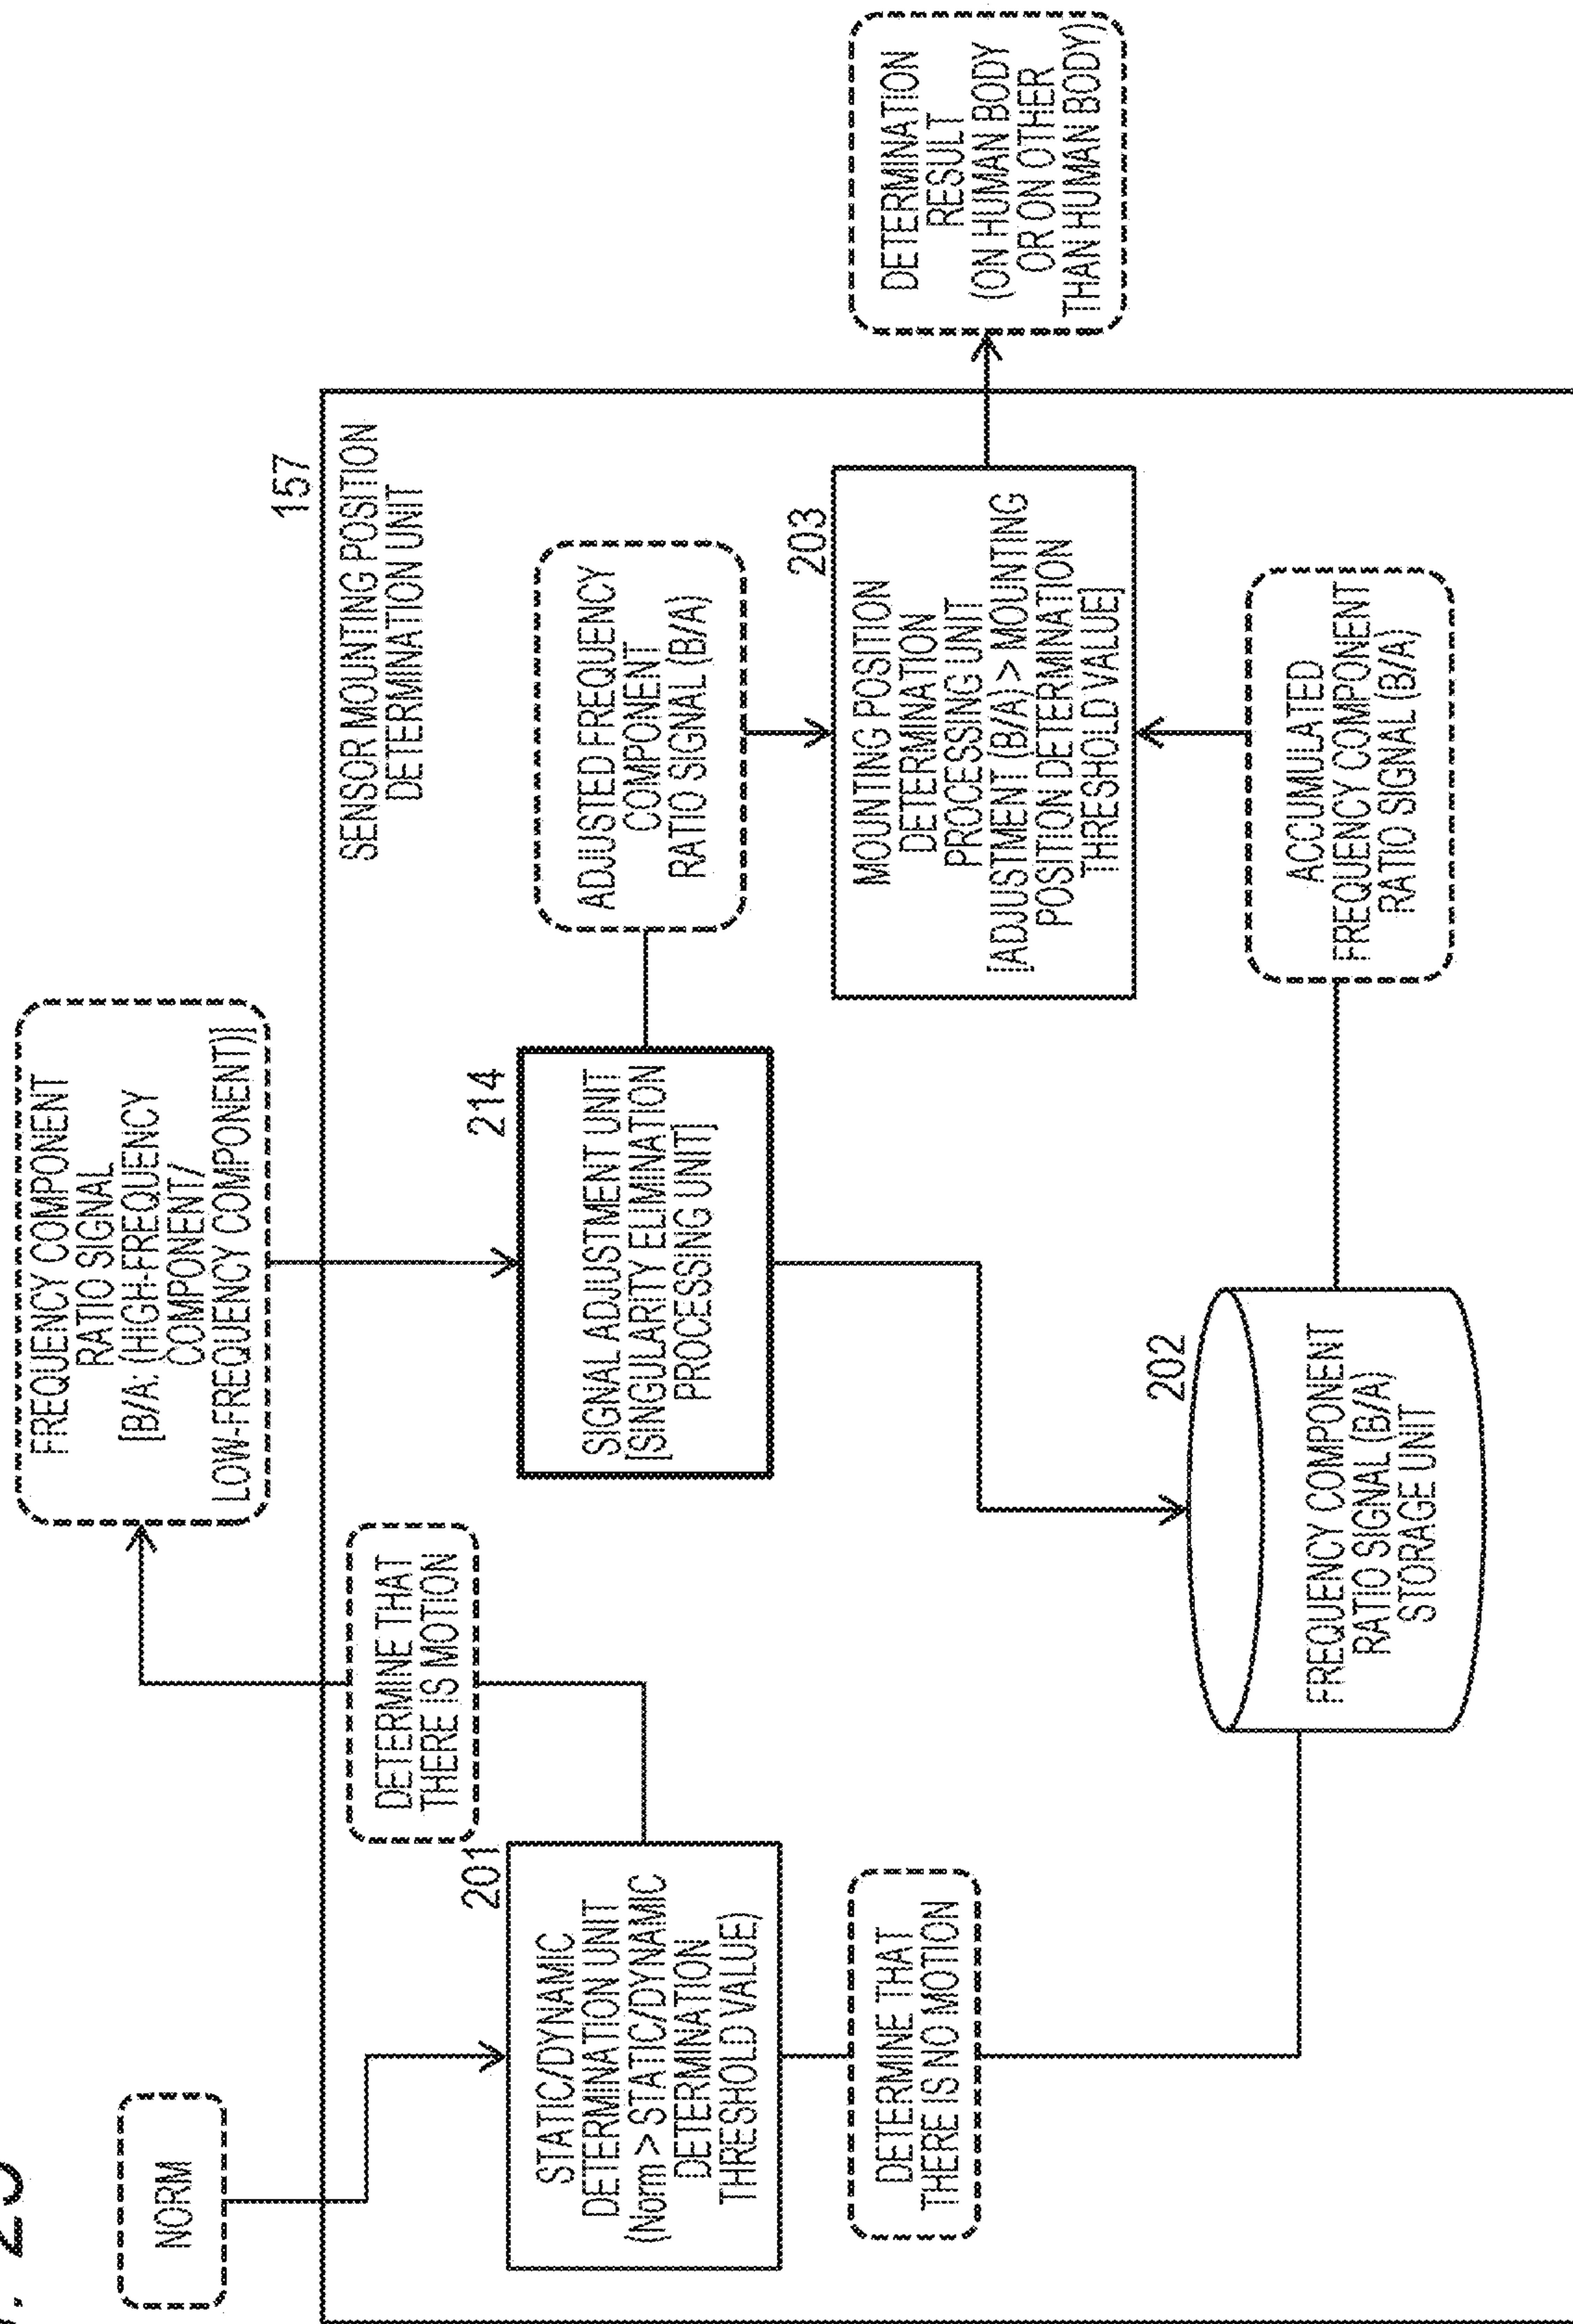 NORM
FREQUENCY COMPONENT
RATIO SIGNAL
[B/A: (HIGH-FREQUENCY
COMPONENT/
LOW-FREQUENCY COMPONENT)]
157
SENSOR MOUNTING POSITION
DETERMINATION UNIT
DETERMINE THAT
THERE IS MOTION
201
STATIC/DYNAMIC
DETERMINATION UNIT
(Norm > STATIC/DYNAMIC
DETERMINATION
THRESHOLD VALUE)
214
SIGNAL ADJUSTMENT UNIT
[SINGULARITY ELIMINATION
PROCESSING UNIT]
ADJUSTED FREQUENCY
COMPONENT
RATIO SIGNAL (B/A)
DETERMINE THAT
THERE IS NO MOTION
203
MOUNTING POSITION
DETERMINATION
PROCESSING UNIT
[ADJUSTMENT (B/A) > MOUNTING
POSITION DETERMINATION
THRESHOLD VALUE]
DETERMINATION
RESULT
(ON HUMAN BODY
OR ON OTHER
THAN HUMAN BODY)
202
FREQUENCY COMPONENT
RATIO SIGNAL (B/A)
STORAGE UNIT
ACCUMULATED
FREQUENCY COMPONENT
RATIO SIGNAL (B/A)